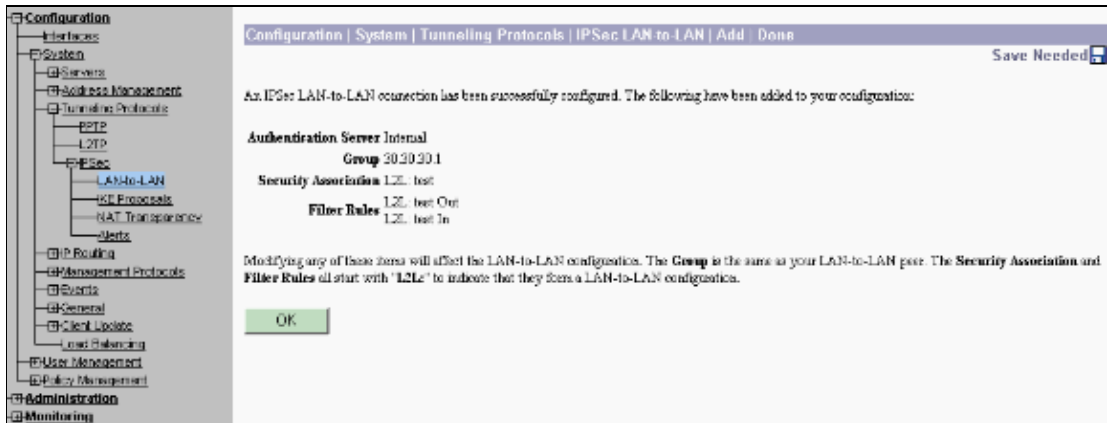 Configuration
Interfaces
System
Servers
Address Management
Tunneling Protocols
PPTP
L2TP
IPSec
LAN-to-LAN
IKE Proposals
NAT Transparency
Alerts
IP Routing
Management Protocols
Events
General
Client Update
Load Balancing
User Management
Policy Management
Administration
Monitoring
Configuration | System | Tunneling Protocols | IPSec LAN-to-LAN | Add | Done
Save Needed
An IPSec LAN-to-LAN connection has been successfully configured. The following have been added to your configuration:
Authentication Server Internal
Group 30.30.30.1
Security Association L2L: test
Filter Rules L2L: test Out
L2L: test In
Modifying any of these items will affect the LAN-to-LAN configuration. The Group is the same as your LAN-to-LAN peer. The Security Association and
Filter Rules all start with "L2L:" to indicate that they form a LAN-to-LAN configuration.
OK